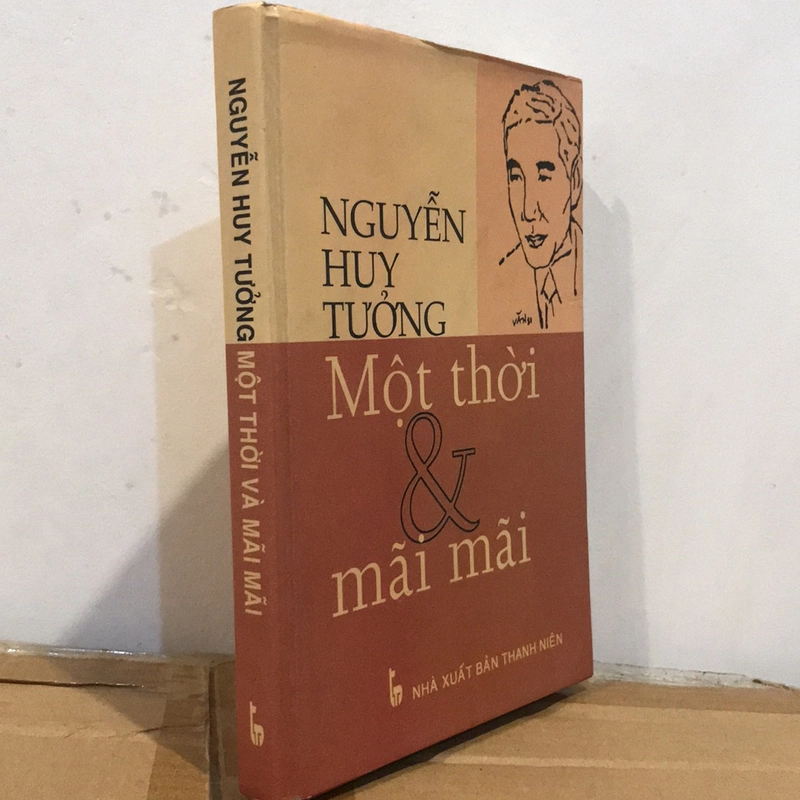 NGUYỄN HUY TƯỞNG MỘT THỜI VÀ MÃI MÃI
NGUYỄN
HUY
TƯỞNG
Một thời
&
mãi mãi
NHÀ XUẤT BẢN THANH NIÊN